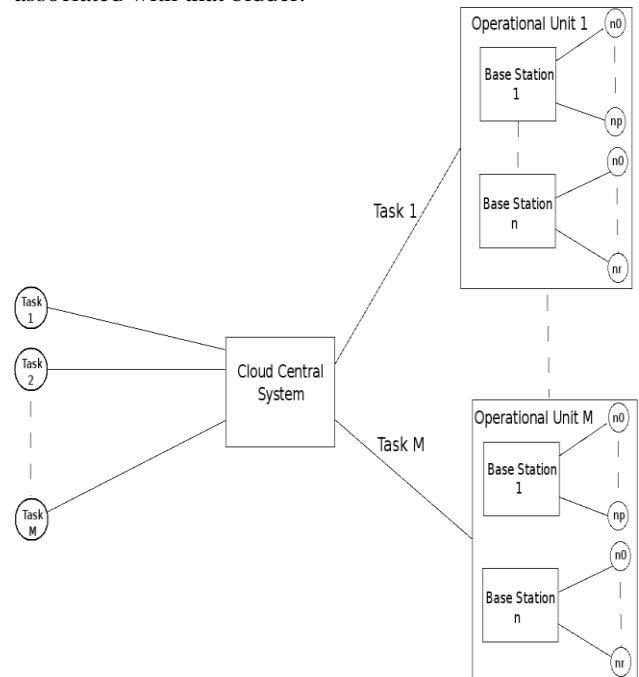 associated with that bidder.
Operational Unit 1
n0
Base Station
1
np
n0
Base Station
n
nr
Task 1
Task
1
Task
2
Cloud Central
System
Task
M
Task M
Operational Unit M
n0
Base Station
1
np
n0
Base Station
n
nr